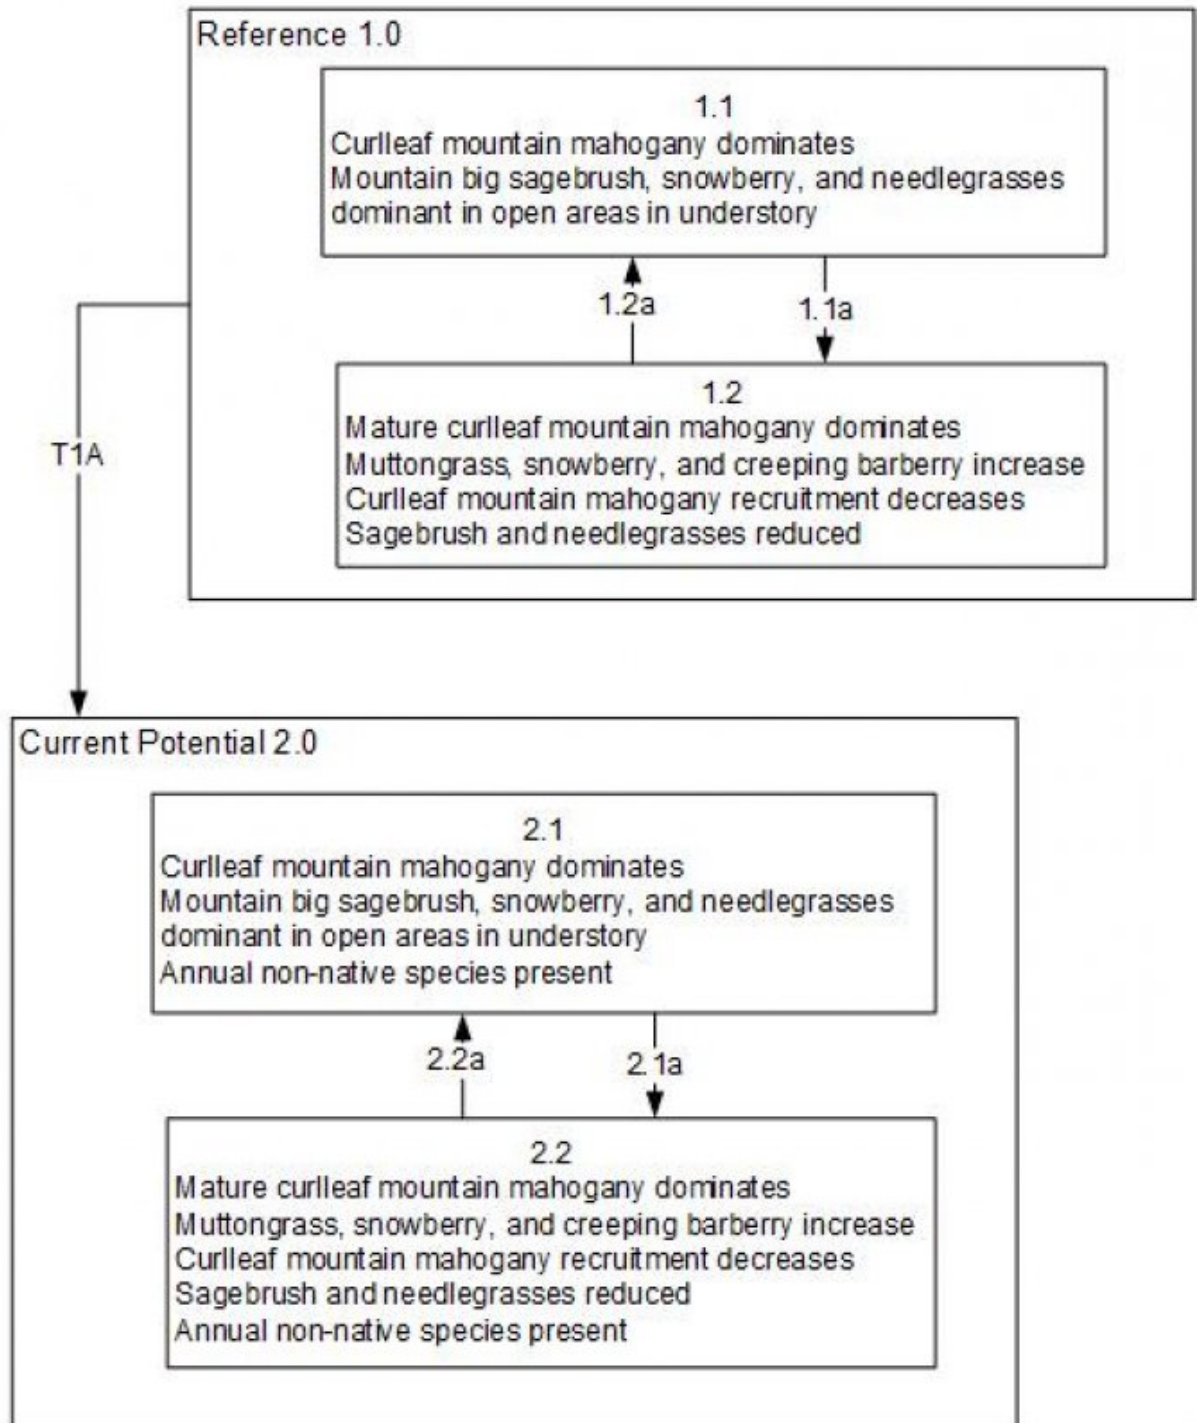 Reference 1.0
1.1
Curlleaf mountain mahogany dominates
Mountain big sagebrush, snowberry, and needlegrasses
dominant in open areas in understory
1.2a
1.1a
1.2
Mature curlleaf mountain mahogany dominates
Muttongrass, snowberry, and creeping barberry increase
Curlleaf mountain mahogany recruitment decreases
Sagebrush and needlegrasses reduced
T1A
Current Potential 2.0
2.1
Curlleaf mountain mahogany dominates
Mountain big sagebrush, snowberry, and needlegrasses
dominant in open areas in understory
Annual non-native species present
2.2a
2.1a
2.2
Mature curlleaf mountain mahogany dominates
Muttongrass, snowberry, and creeping barberry increase
Curlleaf mountain mahogany recruitment decreases
Sagebrush and needlegrasses reduced
Annual non-native species present